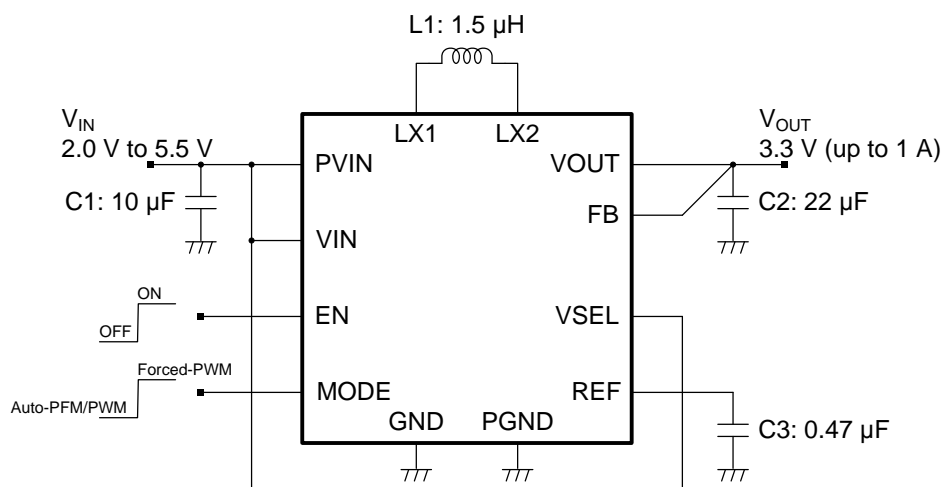 L1: 1.5 µH
LX1 LX2
VIN
2.0 V to 5.5 V
VOUT
3.3 V (up to 1 A)
PVIN
VOUT
C1: 10 µF
FB
C2: 22 µF
VIN
ON
OFF
EN
VSEL
Forced-PWM
Auto-PFM/PWM
MODE
REF
GND PGND
C3: 0.47 µF